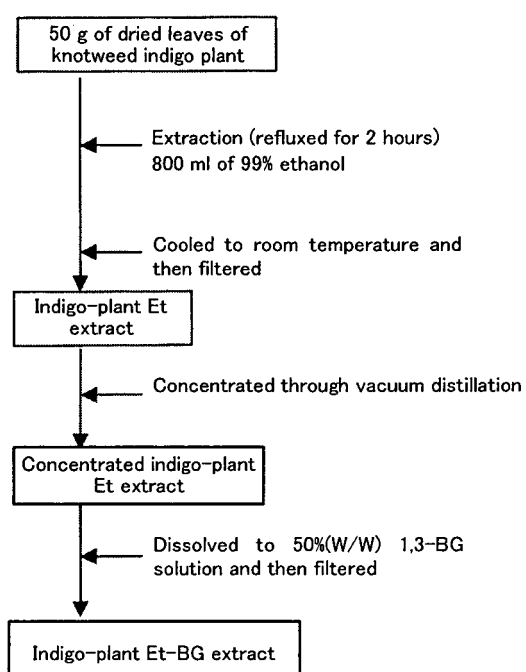 50 g of dried leaves of
knotweed indigo plant
Extraction (refluxed for 2 hours)
800 ml of 99% ethanol
Cooled to room temperature and
then filtered
Indigo-plant Et
extract
Concentrated through vacuum distillation
Concentrated indigo-plant
Et extract
Dissolved to 50%(W/W) 1,3-BG
solution and then filtered
Indigo-plant Et-BG extract